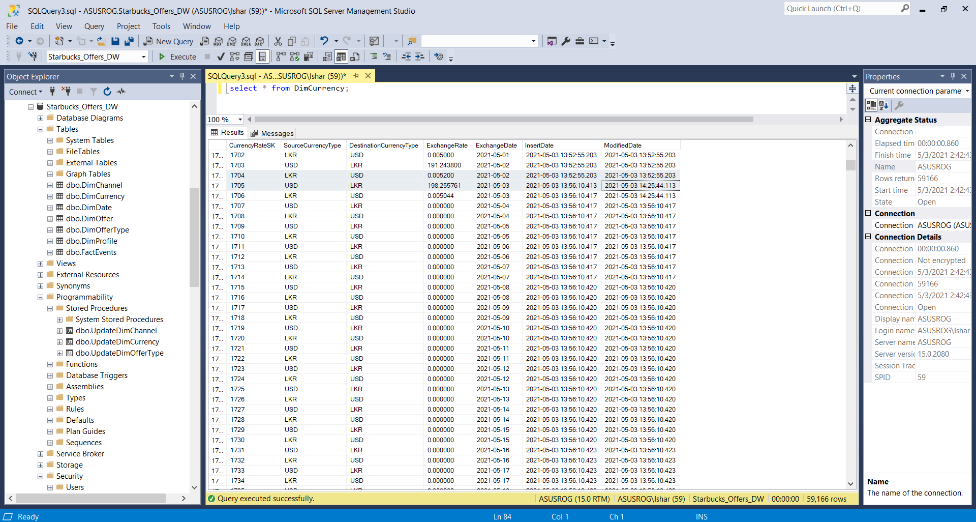 SQLQuery3.sql - ASUSROG.Starbucks_Offers_DW (ASUSROG\Ishar (59))* - Microsoft SQL Server Management Studio
Quick Launch (Ctrl+Q)
File Edit View Query Project Tools Window Help
New Query
Starbucks_Offers_DW
Execute
Object Explorer
Connect
Starbucks_Offers_DW
Database Diagrams
Tables
System Tables
FileTables
External Tables
Graph Tables
dbo.DimChannel
dbo.DimCurrency
dbo.DimDate
dbo.DimOffer
dbo.DimOfferType
dbo.DimProfile
dbo.FactEvents
Views
External Resources
Synonyms
Programmability
Stored Procedures
System Stored Procedures
dbo.UpdateDimChannel
dbo.UpdateDimCurrency
dbo.UpdateDimOfferType
Functions
Database Triggers
Assemblies
Types
Rules
Defaults
Plan Guides
Sequences
Service Broker
Storage
Security
Users
SQLQuery3.sql - AS...SUSROG\Ishar (59))*
select * from DimCurrency;
100 %
Results Messages
CurrencyRateSK SourceCurrencyType DestinationCurrencyType ExchangeRate ExchangeDate InsertDate ModifiedDate
17... 1702 LKR USD 0.005000 2021-05-01 2021-05-03 13:52:55.203 2021-05-03 13:52:55.203
17... 1703 USD LKR 191.243800 2021-05-02 2021-05-03 13:52:55.203 2021-05-03 13:52:55.203
17... 1704 LKR USD 0.005200 2021-05-02 2021-05-03 13:52:55.203 2021-05-03 13:52:55.203
17... 1705 USD LKR 198.255761 2021-05-03 2021-05-03 13:56:10.413 2021-05-03 14:25:44.113
17... 1706 LKR USD 0.005044 2021-05-03 2021-05-03 13:56:10.413 2021-05-03 14:25:44.113
17... 1707 USD LKR 0.000000 2021-05-04 2021-05-03 13:56:10.417 2021-05-03 13:56:10.417
17... 1708 LKR USD 0.000000 2021-05-04 2021-05-03 13:56:10.417 2021-05-03 13:56:10.417
17... 1709 USD LKR 0.000000 2021-05-05 2021-05-03 13:56:10.417 2021-05-03 13:56:10.417
17... 1710 LKR USD 0.000000 2021-05-05 2021-05-03 13:56:10.417 2021-05-03 13:56:10.417
17... 1711 USD LKR 0.000000 2021-05-06 2021-05-03 13:56:10.417 2021-05-03 13:56:10.417
17... 1712 LKR USD 0.000000 2021-05-06 2021-05-03 13:56:10.417 2021-05-03 13:56:10.417
17... 1713 USD LKR 0.000000 2021-05-07 2021-05-03 13:56:10.417 2021-05-03 13:56:10.417
17... 1714 LKR USD 0.000000 2021-05-07 2021-05-03 13:56:10.417 2021-05-03 13:56:10.417
17... 1715 USD LKR 0.000000 2021-05-08 2021-05-03 13:56:10.420 2021-05-03 13:56:10.420
17... 1716 LKR USD 0.000000 2021-05-08 2021-05-03 13:56:10.420 2021-05-03 13:56:10.420
17... 1717 USD LKR 0.000000 2021-05-09 2021-05-03 13:56:10.420 2021-05-03 13:56:10.420
17... 1718 LKR USD 0.000000 2021-05-09 2021-05-03 13:56:10.420 2021-05-03 13:56:10.420
17... 1719 USD LKR 0.000000 2021-05-10 2021-05-03 13:56:10.420 2021-05-03 13:56:10.420
17... 1720 LKR USD 0.000000 2021-05-10 2021-05-03 13:56:10.420 2021-05-03 13:56:10.420
17... 1721 USD LKR 0.000000 2021-05-11 2021-05-03 13:56:10.420 2021-05-03 13:56:10.420
17... 1722 LKR USD 0.000000 2021-05-11 2021-05-03 13:56:10.420 2021-05-03 13:56:10.420
17... 1723 USD LKR 0.000000 2021-05-12 2021-05-03 13:56:10.420 2021-05-03 13:56:10.420
17... 1724 LKR USD 0.000000 2021-05-12 2021-05-03 13:56:10.420 2021-05-03 13:56:10.420
17... 1725 USD LKR 0.000000 2021-05-13 2021-05-03 13:56:10.420 2021-05-03 13:56:10.420
17... 1726 LKR USD 0.000000 2021-05-13 2021-05-03 13:56:10.420 2021-05-03 13:56:10.420
17... 1727 USD LKR 0.000000 2021-05-14 2021-05-03 13:56:10.420 2021-05-03 13:56:10.420
17... 1728 LKR USD 0.000000 2021-05-14 2021-05-03 13:56:10.420 2021-05-03 13:56:10.420
17... 1729 USD LKR 0.000000 2021-05-15 2021-05-03 13:56:10.420 2021-05-03 13:56:10.420
17... 1730 LKR USD 0.000000 2021-05-15 2021-05-03 13:56:10.420 2021-05-03 13:56:10.420
17... 1731 USD LKR 0.000000 2021-05-16 2021-05-03 13:56:10.423 2021-05-03 13:56:10.423
17... 1732 LKR USD 0.000000 2021-05-16 2021-05-03 13:56:10.423 2021-05-03 13:56:10.423
17... 1733 USD LKR 0.000000 2021-05-17 2021-05-03 13:56:10.423 2021-05-03 13:56:10.423
17... 1734 LKR USD 0.000000 2021-05-17 2021-05-03 13:56:10.423 2021-05-03 13:56:10.423
Query executed successfully.
ASUSROG (15.0 RTM) ASUSROG\Ishar (59) Starbucks_Offers_DW 00:00:00 59,166 rows
Properties
Current connection parame
Aggregate Status
Connection
Elapsed tim 00:00:00.860
Finish time 5/3/2021 2:42:4
Name ASUSROG
Rows return 59166
Start time 5/3/2021 2:42:4
State Open
Connection
Connection ASUSROG (ASU
Connection Details
Connection 00:00:00.860
Connection Not encrypted
Connection 5/3/2021 2:42:4
Connection 59166
Connection 5/3/2021 2:42:4
Connection Open
Display nam ASUSROG
Login name ASUSROG\Ishar
Server name ASUSROG
Server versic 15.0.2080
Session Trac
SPID 59
Name
The name of the connection.
Ready Ln 84 Col 1 Ch 1 INS